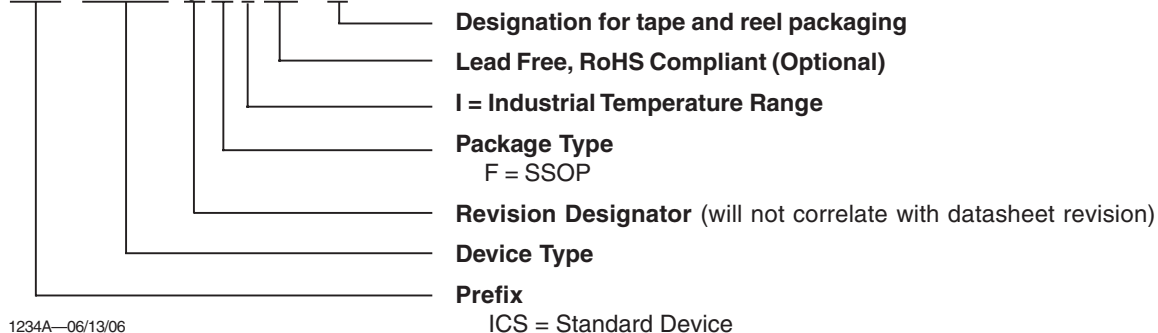 Designation for tape and reel packaging
Lead Free, RoHS Compliant (Optional)
I = Industrial Temperature Range
Package Type
F = SSOP
Revision Designator (will not correlate with datasheet revision)
Device Type
Prefix
ICS = Standard Device
1234A—06/13/06